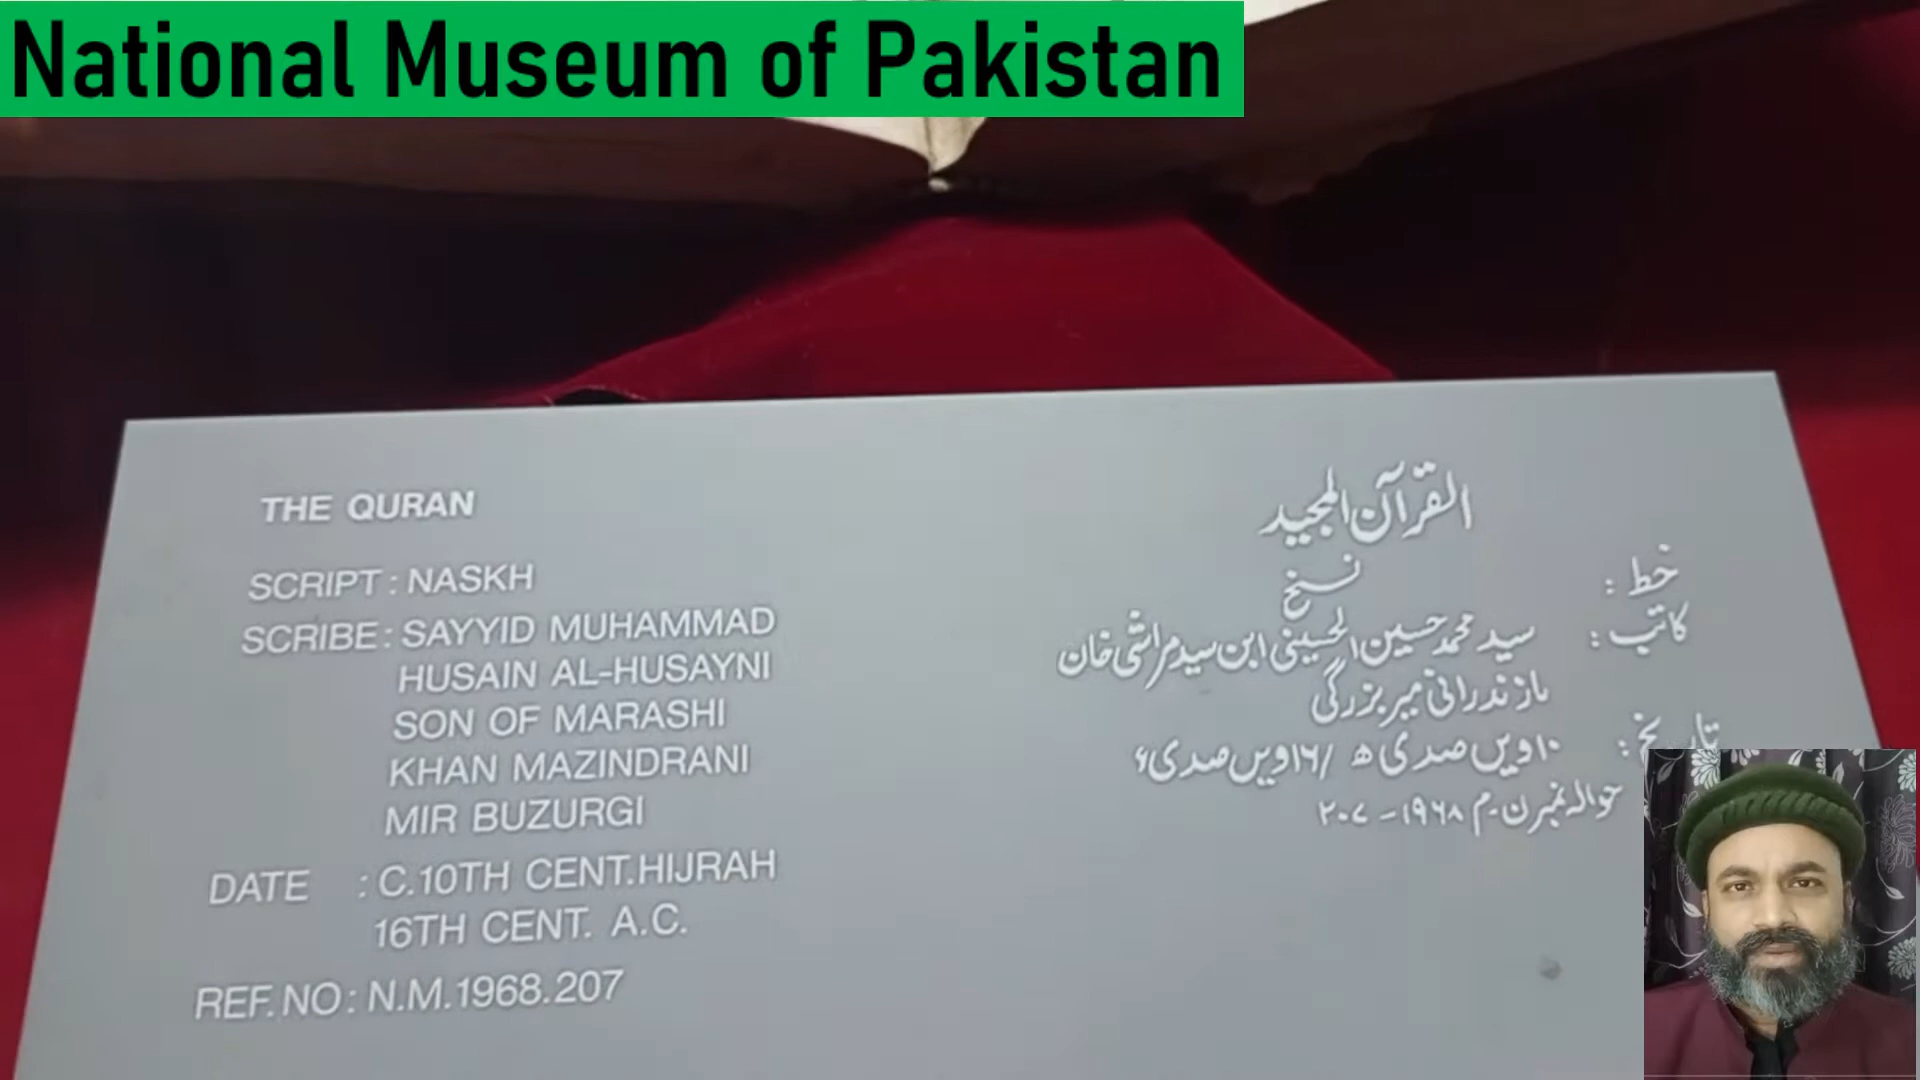 National Museum of Pakistan
THE QURAN
SCRIPT : NASKH
SCRIBE : SAYYID MUHAMMAD
HUSAIN AL-HUSAYNI
SON OF MARASHI
KHAN MAZINDRANI
MIR BUZURGI
DATE : C.10TH CENT.HIJRAH
16TH CENT. A.C.
REF.NO : N.M.1968.207
القرآن المجید
خط : نسخ
کاتب : سید محمد حسین الحسینی ابن سید مراشی خان
مازندرانی میر بزرگی
تاریخ : ۱۰ویں صدی ھ / ۱۶ویں صدی ء
حوالہ نمبر ن۔م ۱۹۶۸ - ۲۰۷